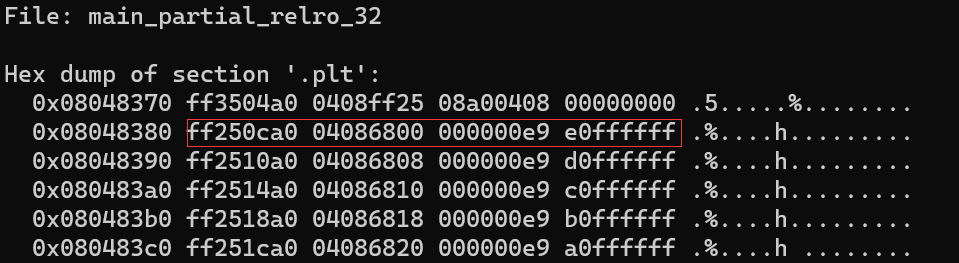 File: main_partial_relro_32

Hex dump of section '.plt':
  0x08048370 ff3504a0 0408ff25 08a00408 00000000 .5.....%........
  0x08048380 ff250ca0 04086800 000000e9 e0ffffff .%....h.........
  0x08048390 ff2510a0 04086808 000000e9 d0ffffff .%....h.........
  0x080483a0 ff2514a0 04086810 000000e9 c0ffffff .%....h.........
  0x080483b0 ff2518a0 04086818 000000e9 b0ffffff .%....h.........
  0x080483c0 ff251ca0 04086820 000000e9 a0ffffff .%....h ........